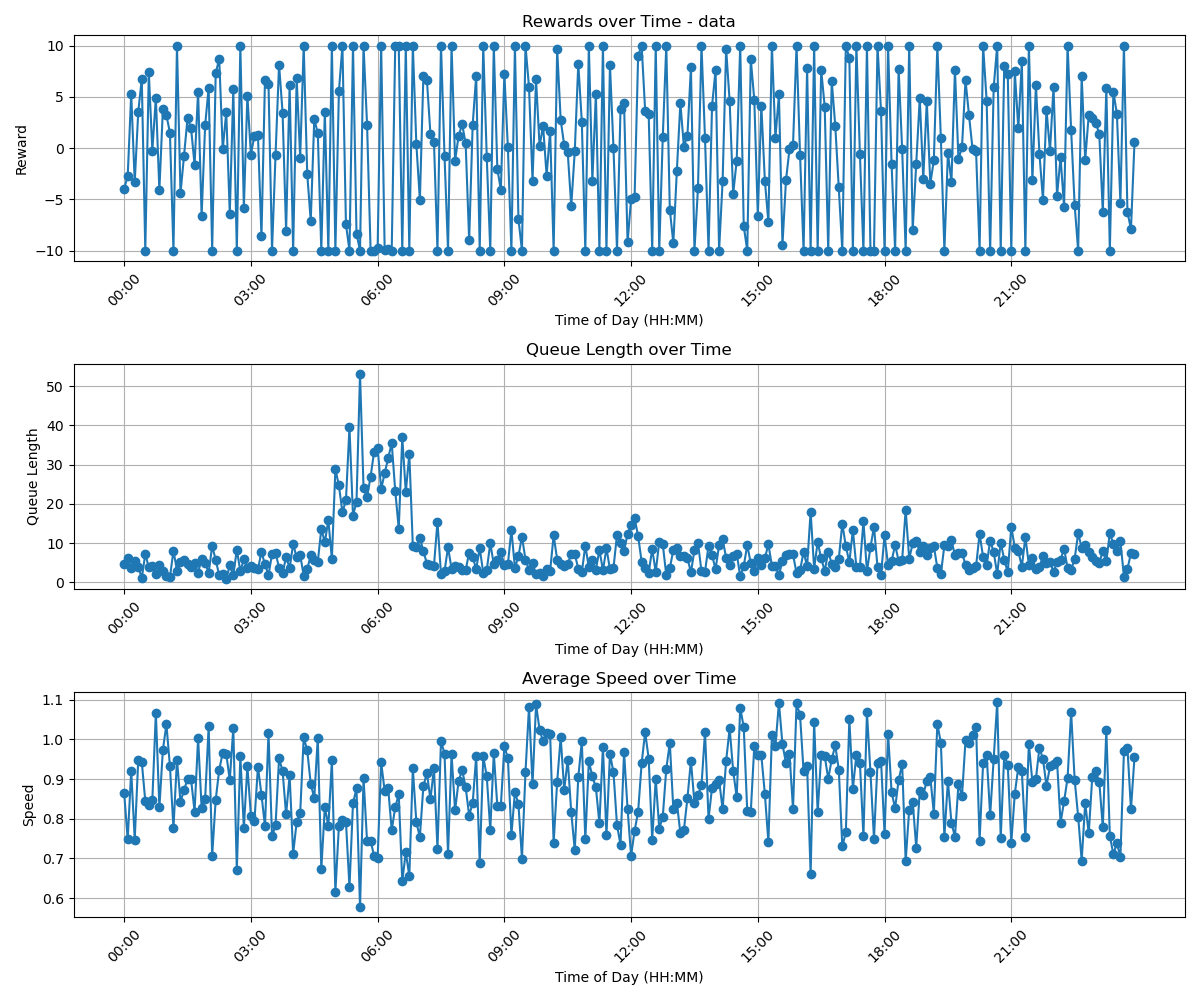 Rewards over Time - data
10
5
0
−5
−10
Reward
00:00 03:00 06:00 09:00 12:00 15:00 18:00 21:00
Time of Day (HH:MM)
Queue Length over Time
50
40
30
20
10
0
Queue Length
00:00 03:00 06:00 09:00 12:00 15:00 18:00 21:00
Time of Day (HH:MM)
Average Speed over Time
1.1
1.0
0.9
0.8
0.7
0.6
Speed
00:00 03:00 06:00 09:00 12:00 15:00 18:00 21:00
Time of Day (HH:MM)